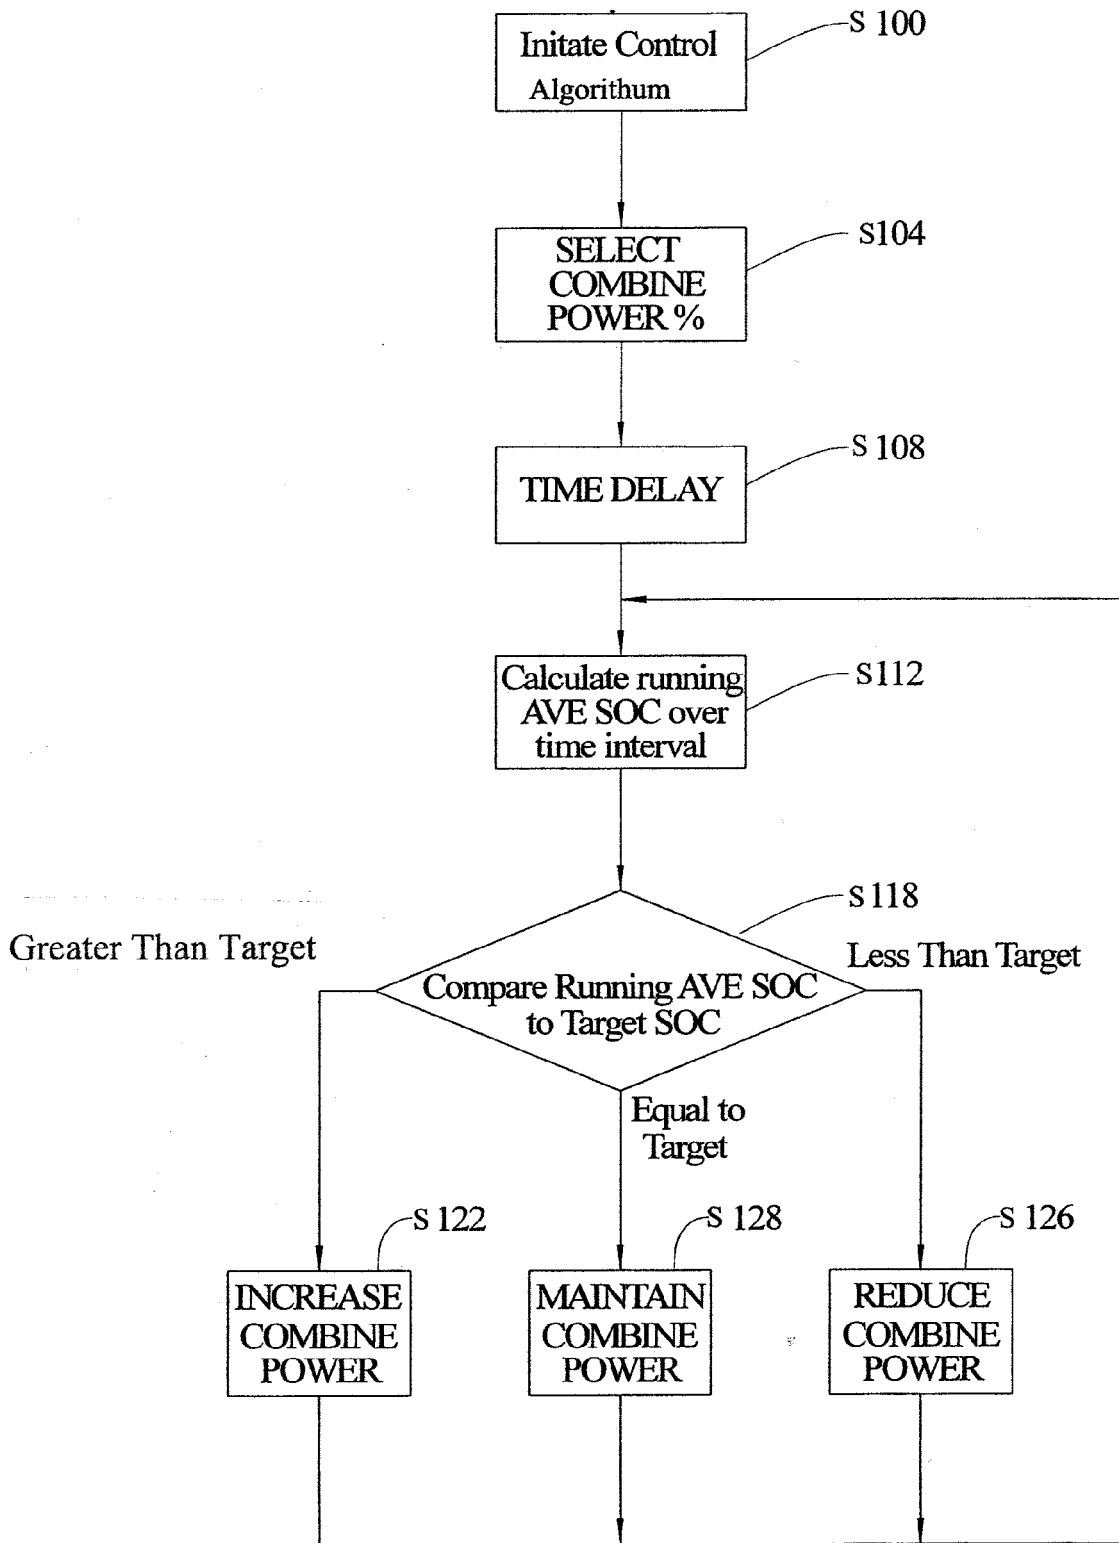 Initate Control
Algorithum
S 100
SELECT
COMBINE
POWER %
S104
TIME DELAY
S 108
Calculate running
AVE SOC over
time interval
S112
S 118
Greater Than Target
Less Than Target
Compare Running AVE SOC
to Target SOC
Equal to
Target
S 122
S 128
S 126
INCREASE
COMBINE
POWER
MAINTAIN
COMBINE
POWER
REDUCE
COMBINE
POWER